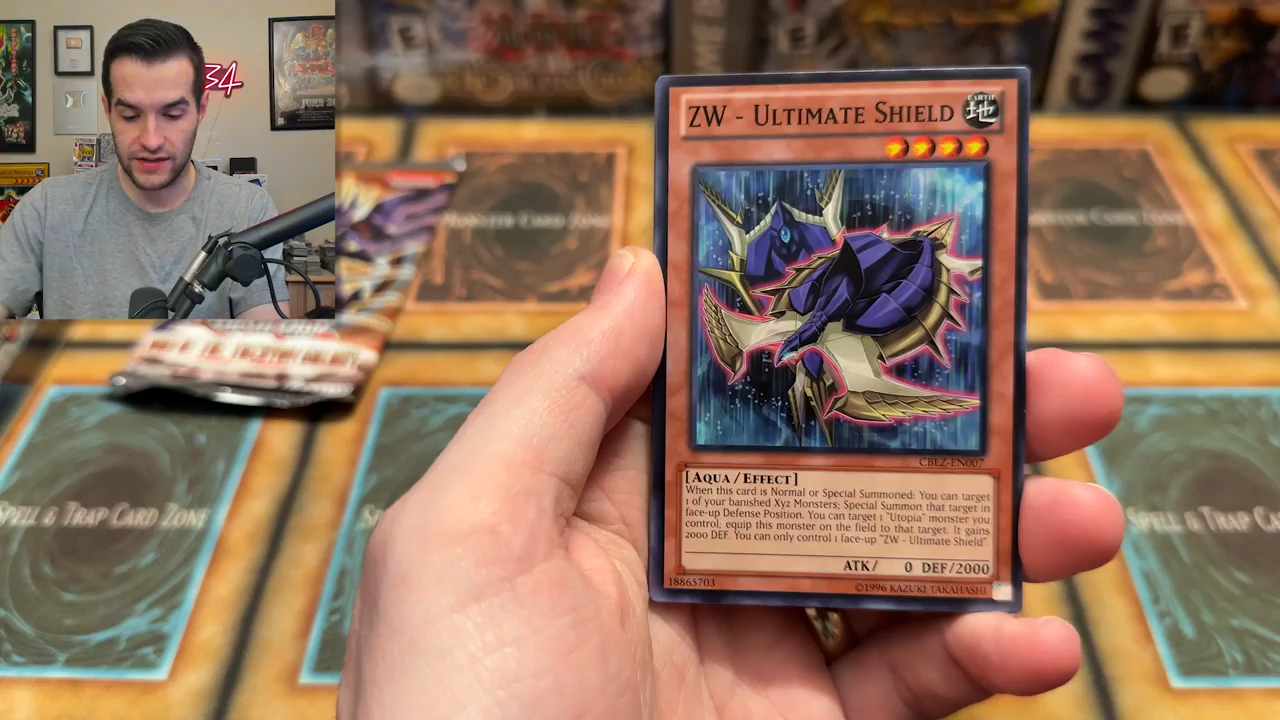 34
ZW - ULTIMATE SHIELD
EARTH
MONSTER CARD ZONE
CBLZ-EN007
[AQUA / EFFECT]
When this card is Normal or Special Summoned: You can target
1 of your banished Xyz Monsters; Special Summon that target in
face-up Defense Position. You can target 1 "Utopia" monster you
control; equip this monster on the field to that target. It gains
2000 DEF. You can only control 1 face-up "ZW - Ultimate Shield".
ATK/ 0 DEF/2000
18865703
©1996 KAZUKI TAKAHASHI
SPELL & TRAP CARD ZONE
SPELL & TRAP CA